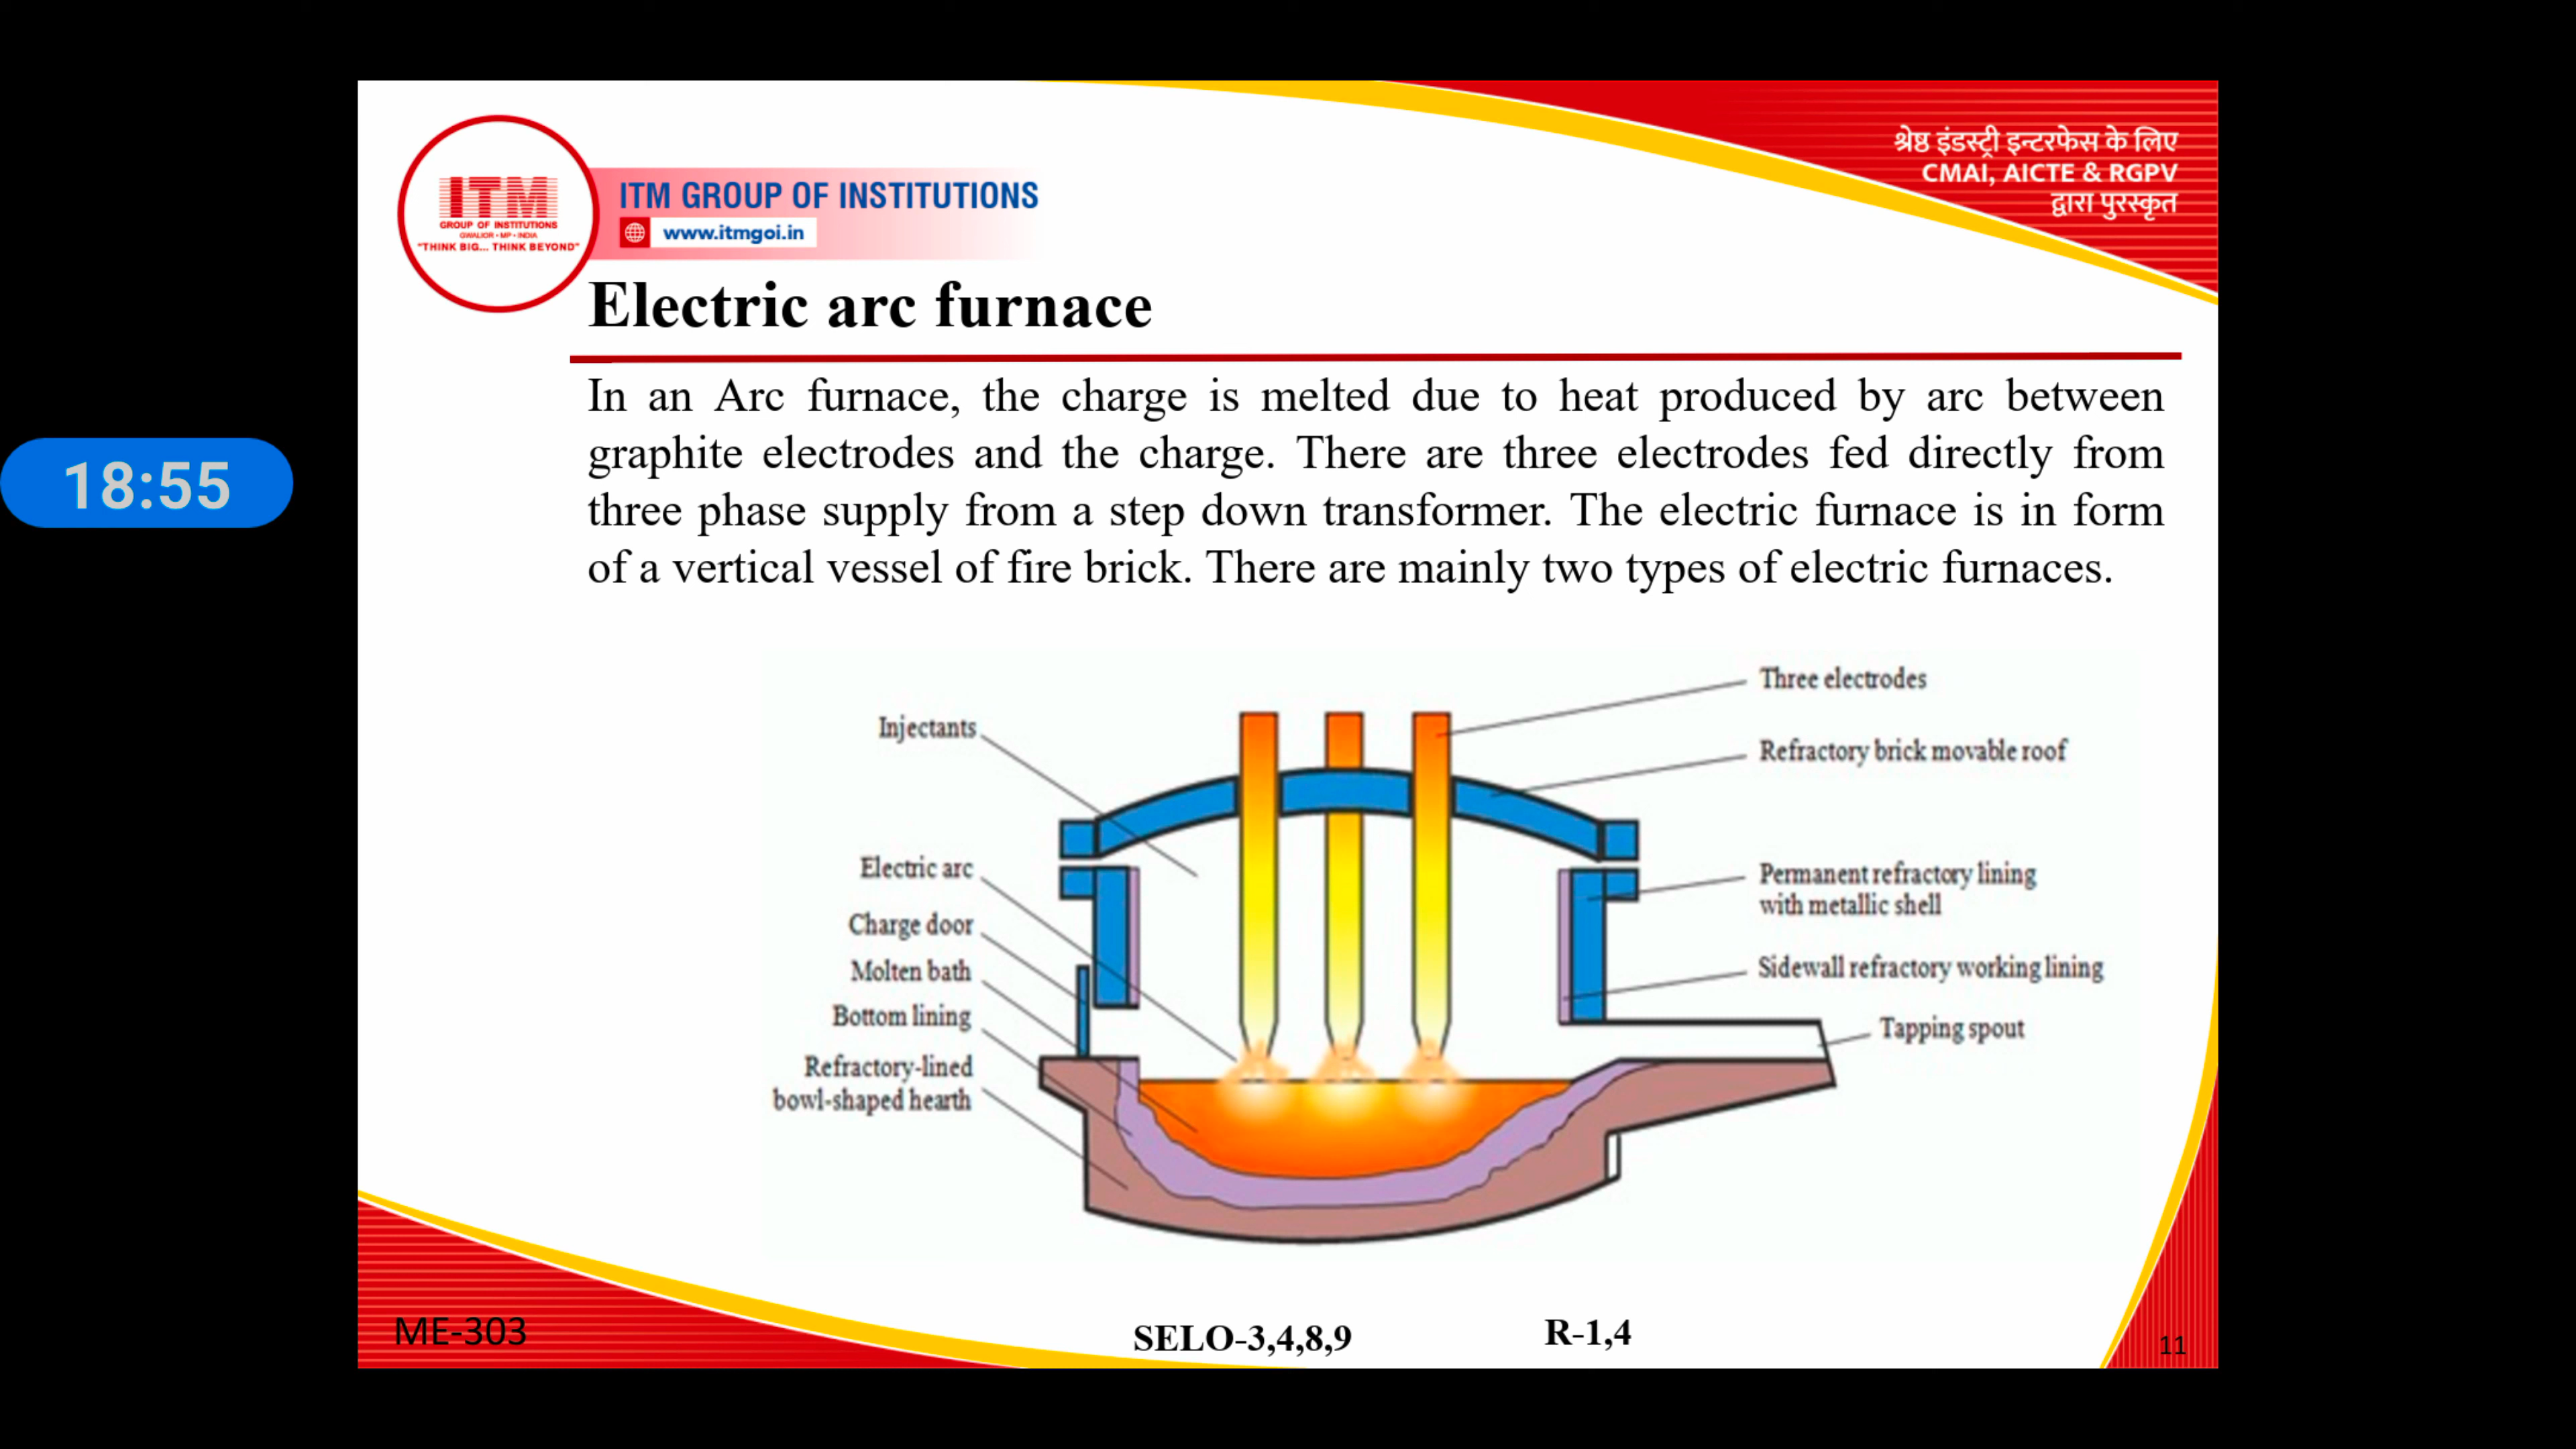 ITM
GROUP OF INSTITUTIONS
GWALIOR • MP • INDIA
"THINK BIG... THINK BEYOND"
ITM GROUP OF INSTITUTIONS
www.itmgoi.in
श्रेष्ठ इंडस्ट्री इन्टरफेस के लिए
CMAI, AICTE & RGPV
द्वारा पुरस्कृत
Electric arc furnace
18:55
In an Arc furnace, the charge is melted due to heat produced by arc between
graphite electrodes and the charge. There are three electrodes fed directly from
three phase supply from a step down transformer. The electric furnace is in form
of a vertical vessel of fire brick. There are mainly two types of electric furnaces.
Injectants
Electric arc
Charge door
Molten bath
Bottom lining
Refractory-lined
bowl-shaped hearth
Three electrodes
Refractory brick movable roof
Permanent refractory lining
with metallic shell
Sidewall refractory working lining
Tapping spout
ME-303
SELO-3,4,8,9
R-1,4
11